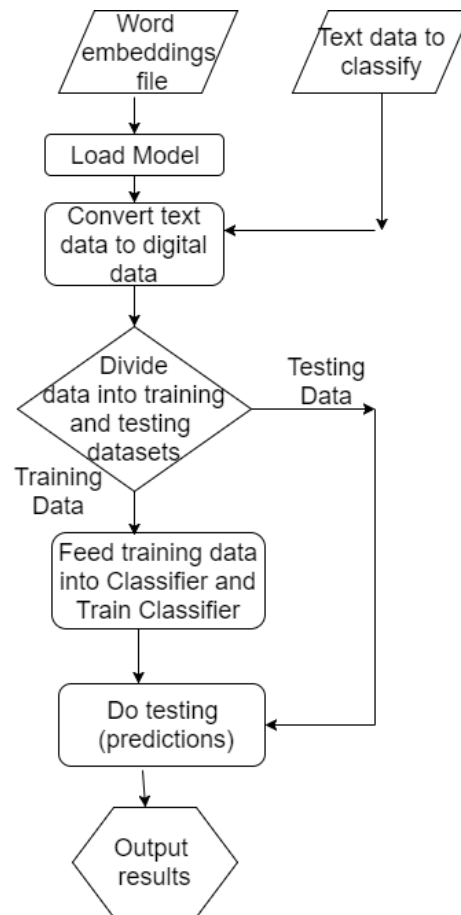 Word
embeddings
file
Text data to
classify
Load Model
Convert text
data to digital
data
Divide
data into training
and testing
datasets
Testing
Data
Training
Data
Feed training data
into Classifier and
Train Classifier
Do testing
(predictions)
Output
results